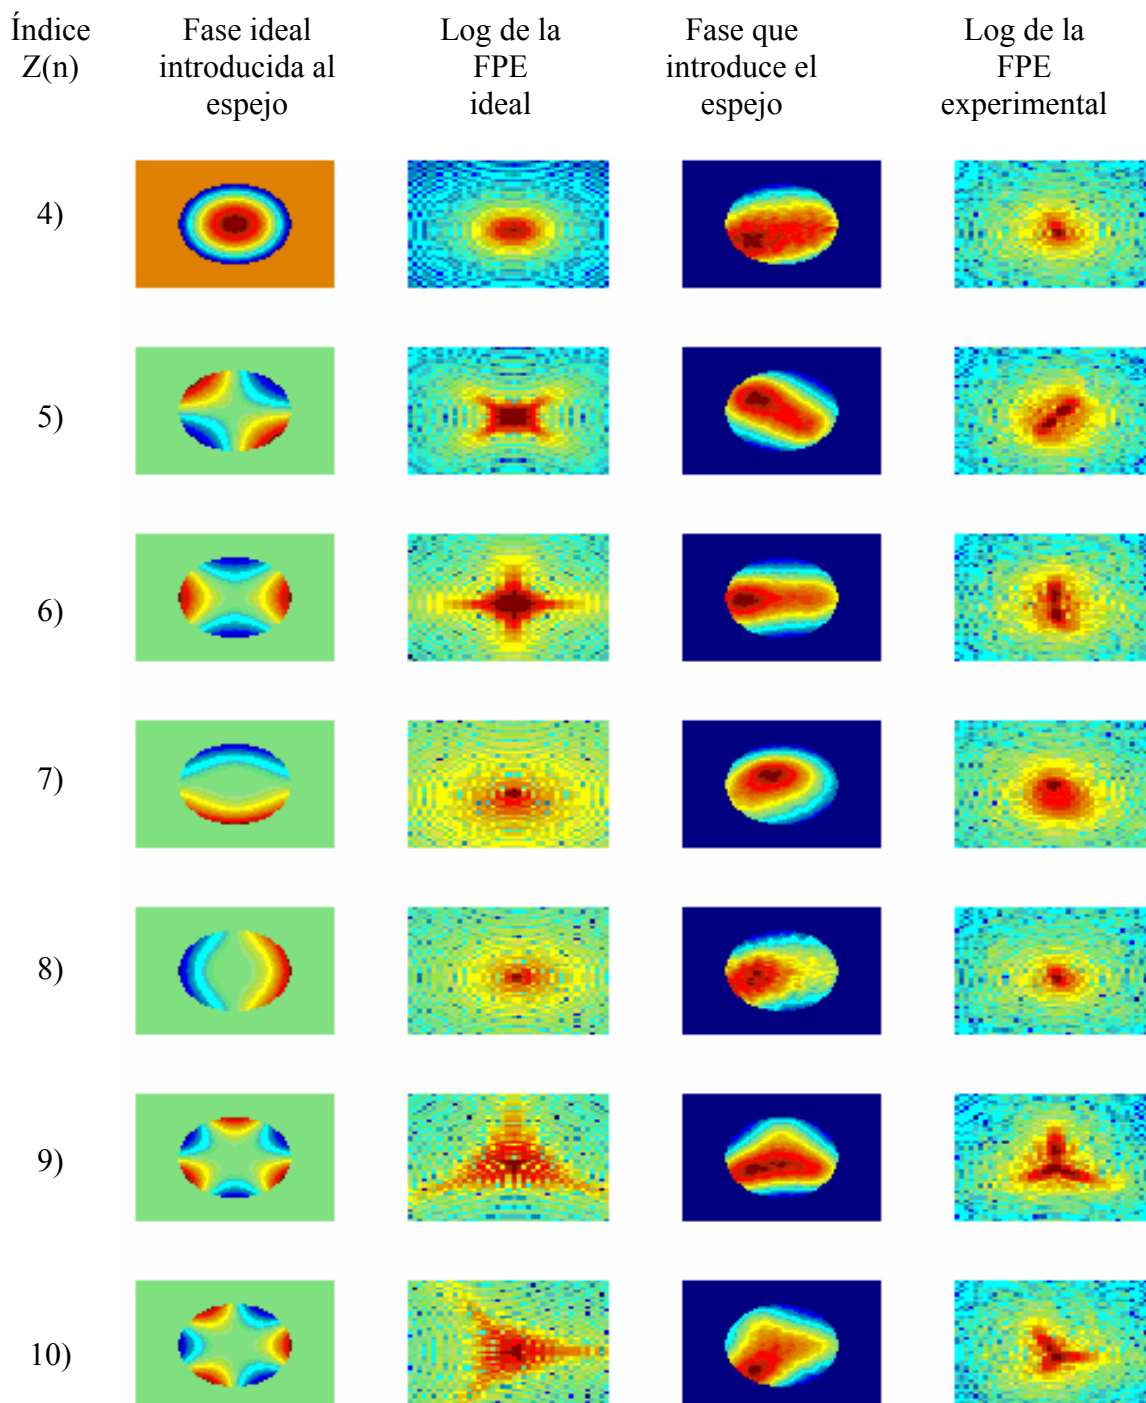 Índice
Z(n)
Fase ideal
introducida al
espejo
Log de la
FPE
ideal
Fase que
introduce el
espejo
Log de la
FPE
experimental
4)
5)
6)
7)
8)
9)
10)